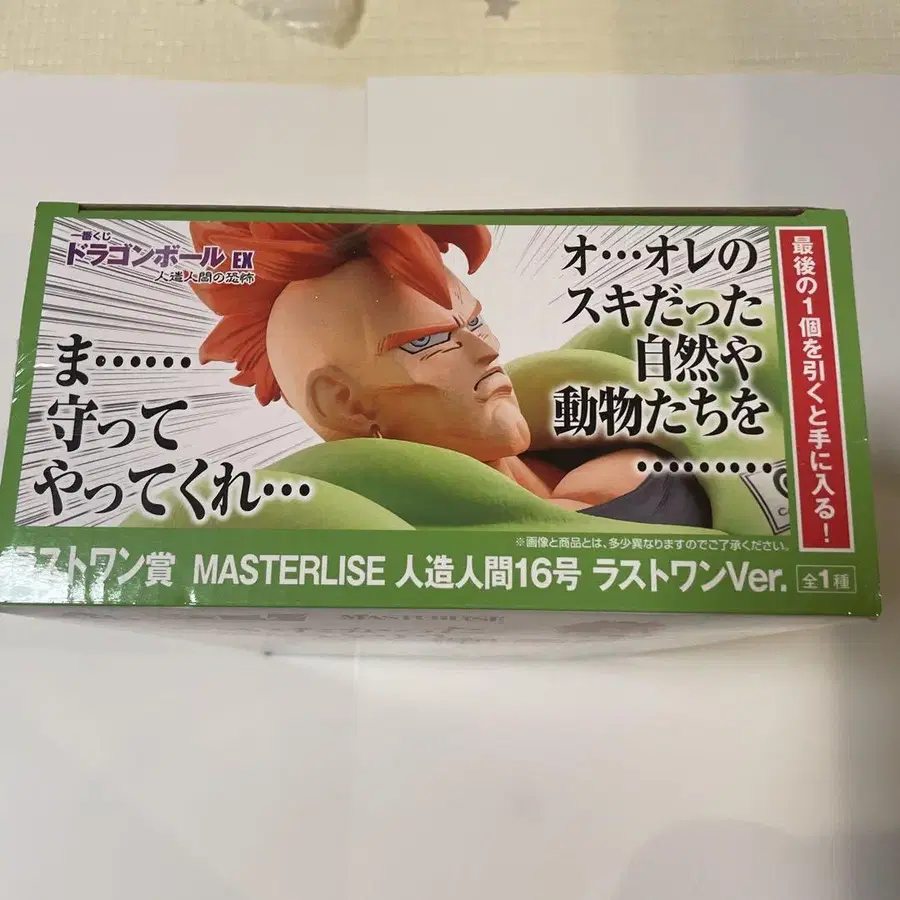 一番くじ
ドラゴンボール EX
人造人間の恐怖
オ…オレの
スキだった
自然や
動物たちを
………
ま……
守って
やってくれ…
最後の1個を引くと手に入る!
※画像と商品とは、多少異なりますのでご了承ください。
ラストワン賞 MASTERLISE 人造人間16号 ラストワンVer. 全1種
MASTERLISE